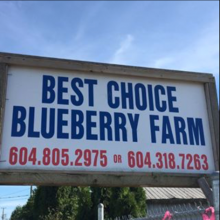 BEST CHOICE
BLUEBERRY FARM
604.805.2975 OR 604.318.7263